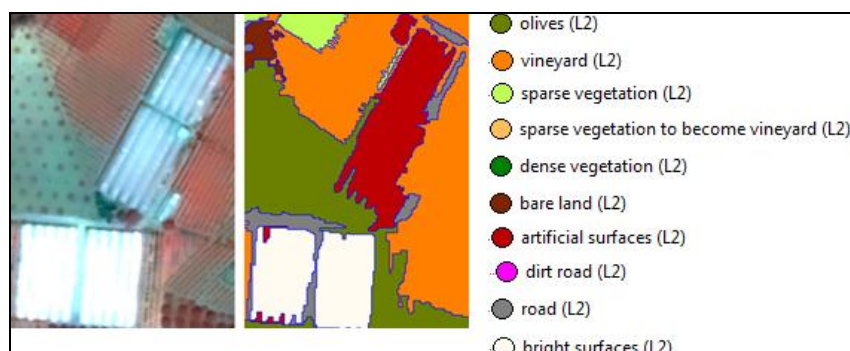 olives (L2)
vineyard (L2)
sparse vegetation (L2)
sparse vegetation to become vineyard (L2)
dense vegetation (L2)
bare land (L2)
artificial surfaces (L2)
dirt road (L2)
road (L2)
bright surfaces (L2)